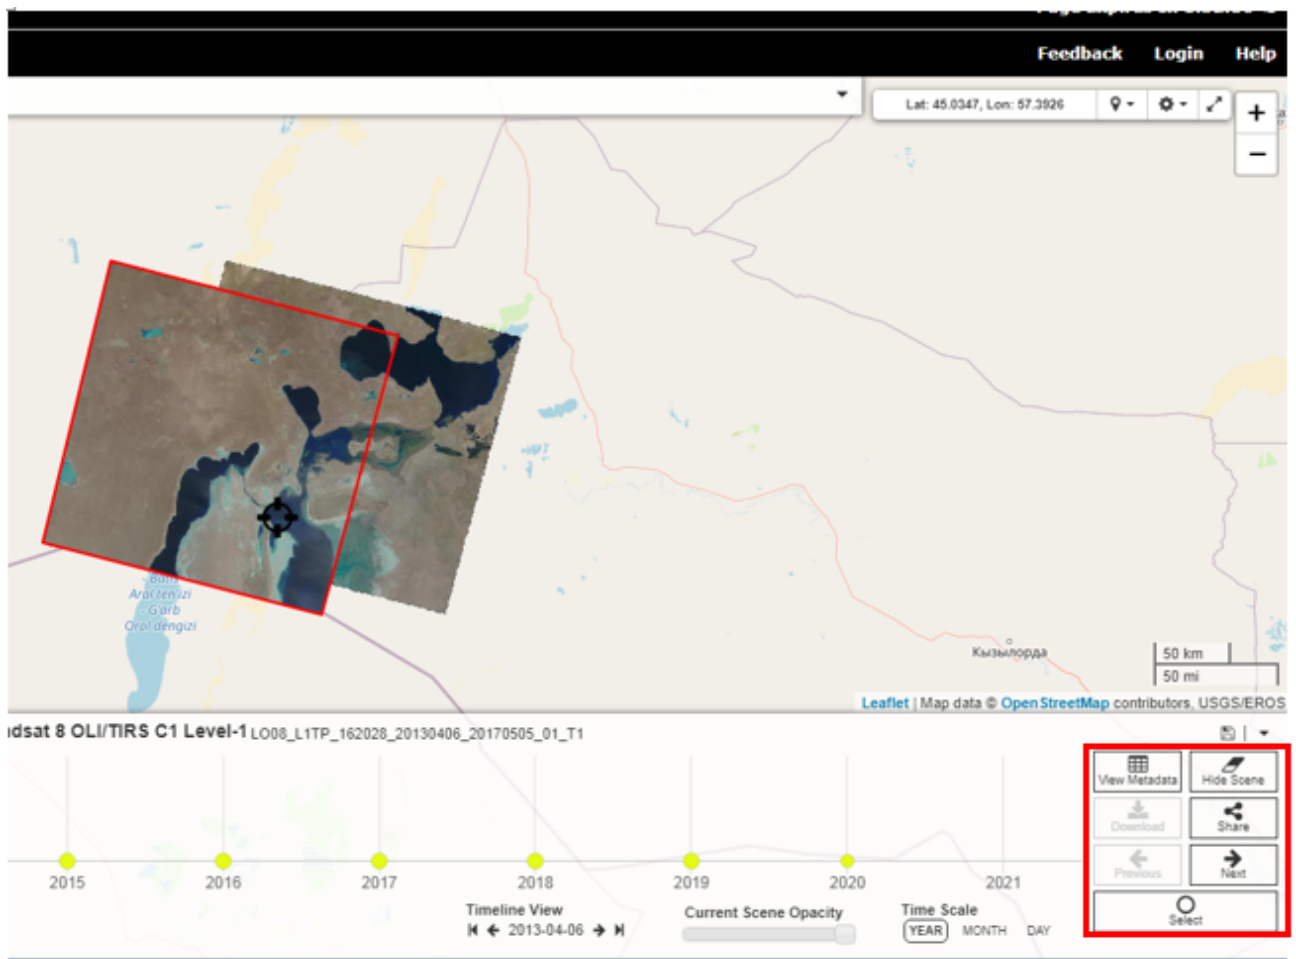 Feedback Login Help
Lat: 45.0347, Lon: 57.3926
+
−
Aral teńizi
G'arb
Orol dengizi
Кызылорда
50 km
50 mi
Leaflet | Map data © OpenStreetMap contributors, USGS/EROS
ndsat 8 OLI/TIRS C1 Level-1 LO08_L1TP_162028_20130406_20170505_01_T1
View Metadata Hide Scene
Download Share
Previous Next
Select
2015 2016 2017 2018 2019 2020 2021
Timeline View Current Scene Opacity Time Scale
2013-04-06 YEAR MONTH DAY